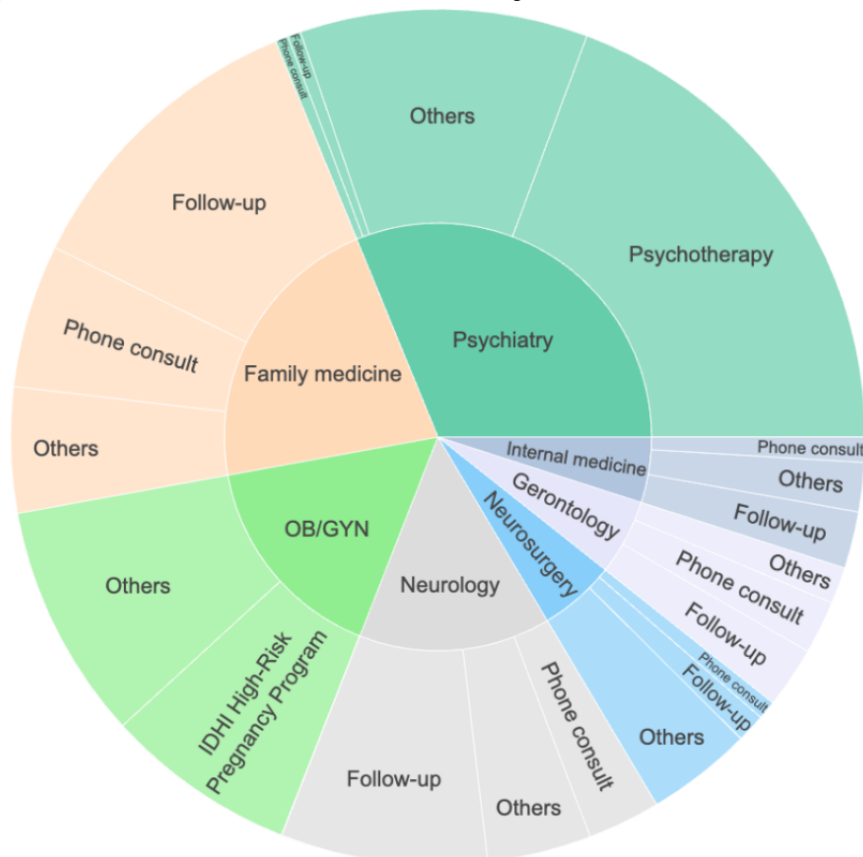 Phone consult
Follow-up
Others
Psychotherapy
Psychiatry
Follow-up
Phone consult
Others
Family medicine
OB/GYN
Others
IDHI High-Risk
Pregnancy Program
Neurology
Follow-up
Others
Phone consult
Neurosurgery
Others
Follow-up
Phone consult
Gerontology
Follow-up
Phone consult
Others
Internal medicine
Follow-up
Others
Phone consult